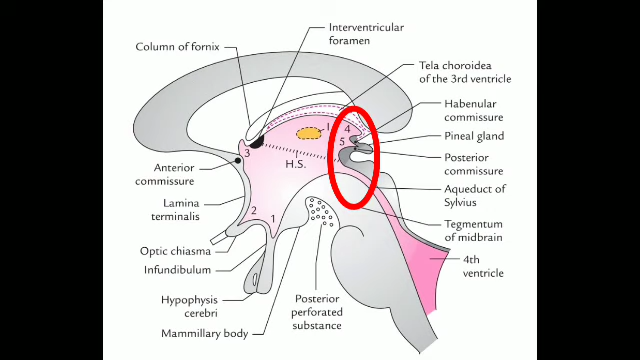 Interventricular
foramen
Column of fornix
Tela choroidea
of the 3rd ventricle
Habenular
commissure
Pineal gland
Posterior
commissure
Aqueduct of
Sylvius
Tegmentum
of midbrain
4th
ventricle
Anterior
commissure
Lamina
terminalis
Optic chiasma
Infundibulum
Hypophysis
cerebri
Mammillary body
Posterior
perforated
substance
H.S.
I
4
5
3
2
1